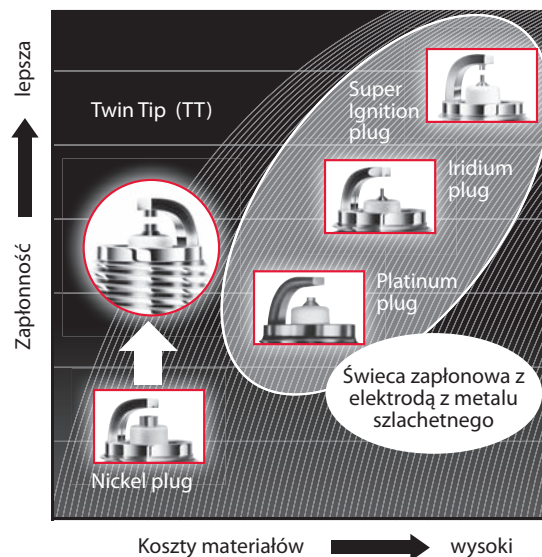 lepsza
Zapłonność
Twin Tip  (TT)
Super
Ignition
plug
Iridium
plug
Platinum
plug
Świeca zapłonowa z
elektrodą z metalu
szlachetnego
Nickel plug
Koszty materiałów
wysoki